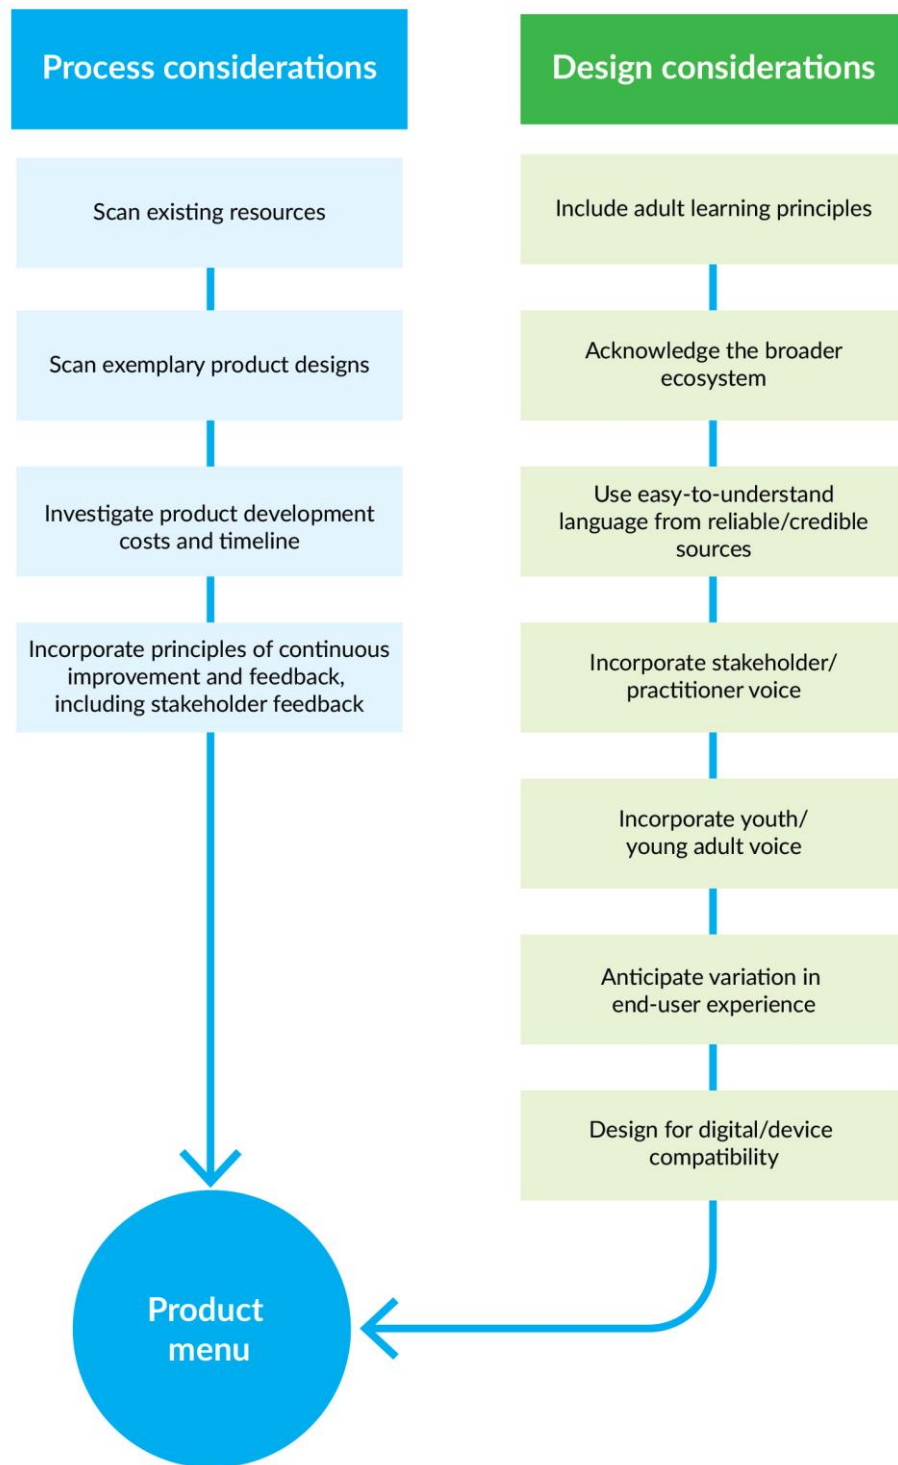 Process considerations
Scan existing resources
Scan exemplary product designs
Investigate product development
costs and timeline
Incorporate principles of continuous
improvement and feedback,
including stakeholder feedback
Design considerations
Include adult learning principles
Acknowledge the broader
ecosystem
Use easy-to-understand
language from reliable/credible
sources
Incorporate stakeholder/
practitioner voice
Incorporate youth/
young adult voice
Anticipate variation in
end-user experience
Design for digital/device
compatibility
Product
menu